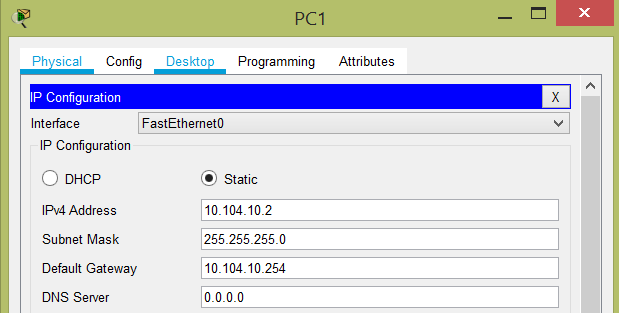 PC1
Physical Config Desktop Programming Attributes
IP Configuration X
Interface FastEthernet0
IP Configuration
DHCP Static
IPv4 Address 10.104.10.2
Subnet Mask 255.255.255.0
Default Gateway 10.104.10.254
DNS Server 0.0.0.0